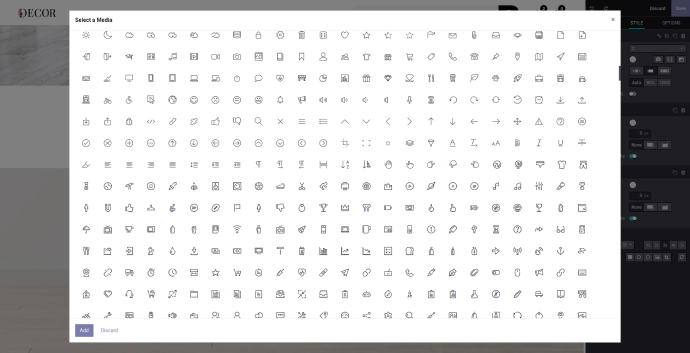 DECOR
Select a Media
×
Discard
Save
STYLE
OPTIONS
Auto
None
None
Add
Discard